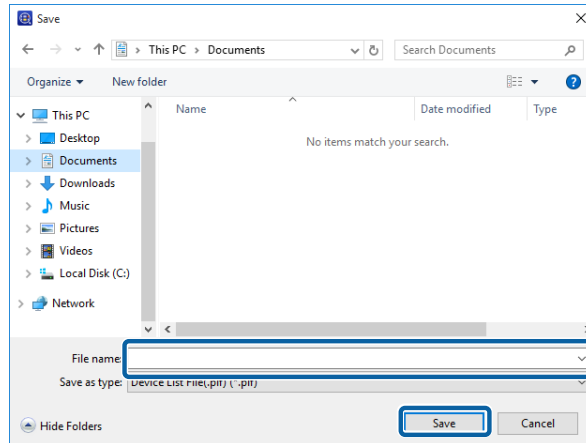 Save
This PC > Documents
Search Documents
Organize
New folder
?
This PC
Desktop
Documents
Downloads
Music
Pictures
Videos
Local Disk (C:)
Network
Name
Date modified
Type
No items match your search.
File name:
Save as type: Device List File(.plf) (*.plf)
Hide Folders
Save
Cancel